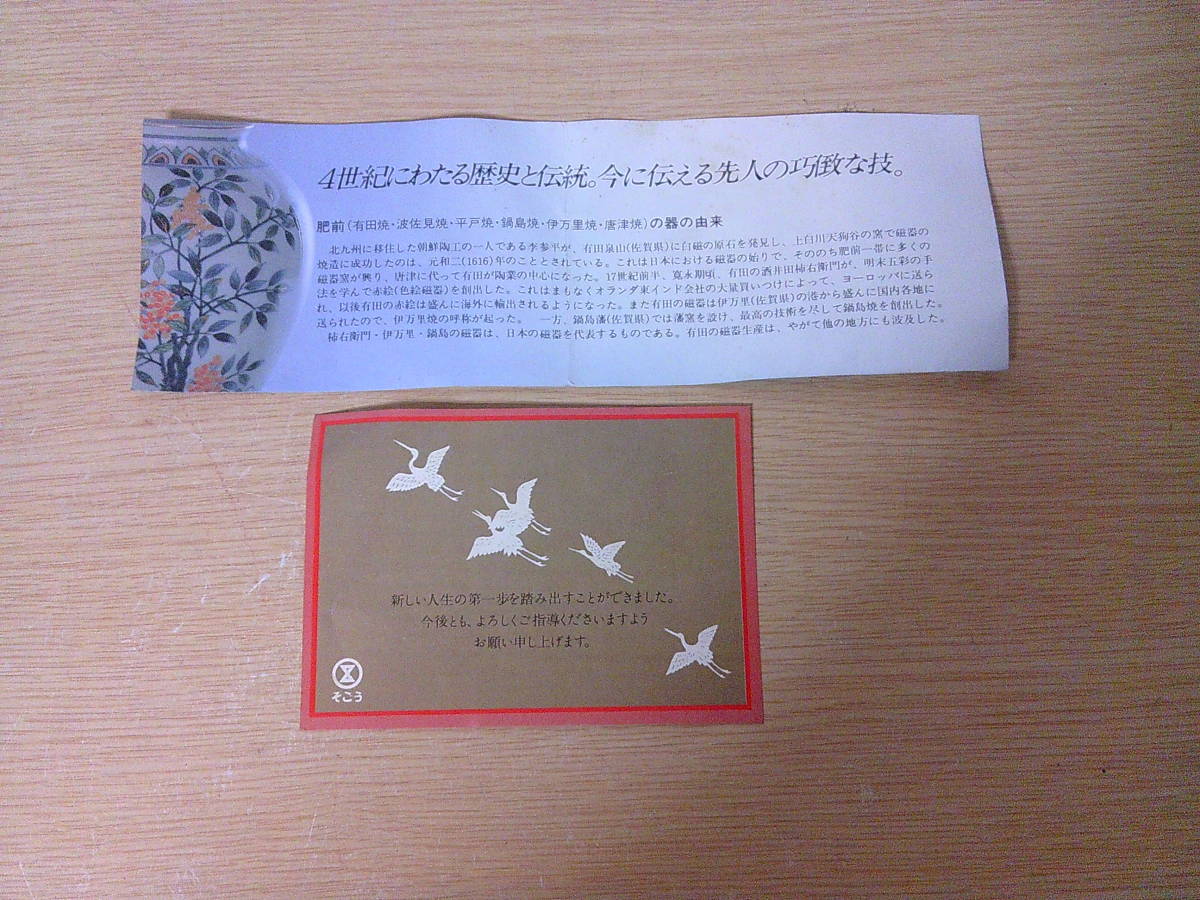 4世紀にわたる歴史と伝統。今に伝える先人の巧緻な技。
肥前(有田焼・波佐見焼・平戸焼・鍋島焼・伊万里焼・唐津焼)の器の由来
北九州に移住した朝鮮陶工の一人である李参平が、有田泉山(佐賀県)に白磁の原石を発見し、上白川天狗谷の窯で磁器の
焼造に成功したのは、元和二(1616)年のこととされている。これは日本における磁器の始りで、そののち肥前一帯に多くの
磁器窯が興り、唐津に代って有田が陶業の中心になった。17世紀前半、寛永期頃、有田の酒井田柿右衛門が、明末五彩の手
法を学んで赤絵(色絵磁器)を創出した。これはまもなくオランダ東インド会社の大量買いつけによって、ヨーロッパに送ら
れ、以後有田の赤絵は盛んに海外に輸出されるようになった。また有田の磁器は伊万里(佐賀県)の港から盛んに国内各地に
送られたので、伊万里焼の呼称が起った。 一方、鍋島藩(佐賀県)では藩窯を設け、最高の技術を尽して鍋島焼を創出した。
柿右衛門・伊万里・鍋島の磁器は、日本の磁器を代表するものである。有田の磁器生産は、やがて他の地方にも波及した。
新しい人生の第一歩を踏み出すことができました。
今後とも、よろしくご指導くださいますよう
お願い申し上げます。
そごう